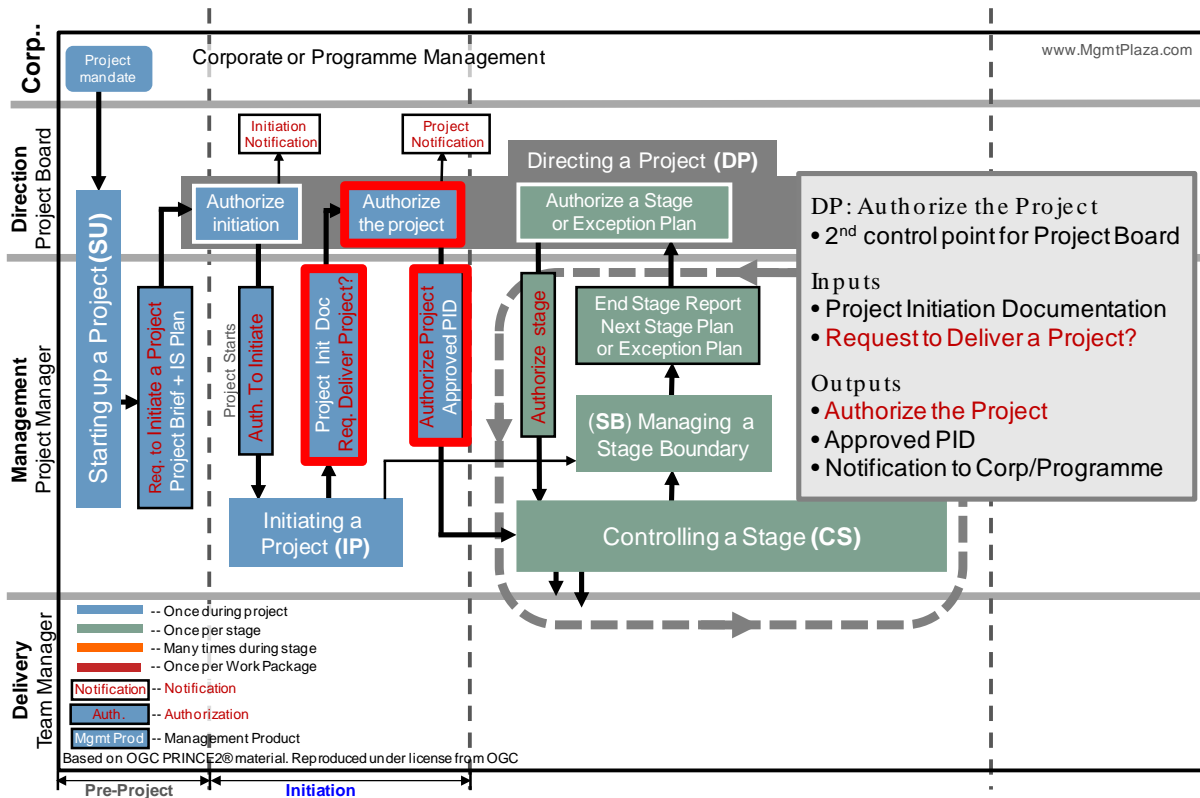 Corp..
Project
mandate
Corporate or Programme Management
www.MgmtPlaza.com
Direction
Project Board
Initiation
Notification
Project
Notification
Directing a Project (DP)
Authorize
initiation
Authorize
the project
Authorize a Stage
or Exception Plan
DP: Authorize the Project
• 2nd control point for Project Board
Inputs
• Project Initiation Documentation
• Request to Deliver a Project?
Outputs
• Authorize the Project
• Approved PID
• Notification to Corp/Programme
Management
Project Manager
Starting up a Project (SU)
Req. to Initiate a Project
Project Brief + IS Plan
Project Starts
Auth. To Initiate
Project Init Doc
Req. Deliver Project?
Authorize Project
Approved PID
Authorize stage
End Stage Report
Next Stage Plan
or Exception Plan
(SB) Managing a
Stage Boundary
Initiating a
Project (IP)
Controlling a Stage (CS)
Delivery
Team Manager
-- Once during project
-- Once per stage
-- Many times during stage
-- Once per Work Package
Notification -- Notification
Auth. -- Authorization
Mgmt Prod -- Management Product
Based on OGC PRINCE2® material. Reproduced under license from OGC
Pre-Project
Initiation